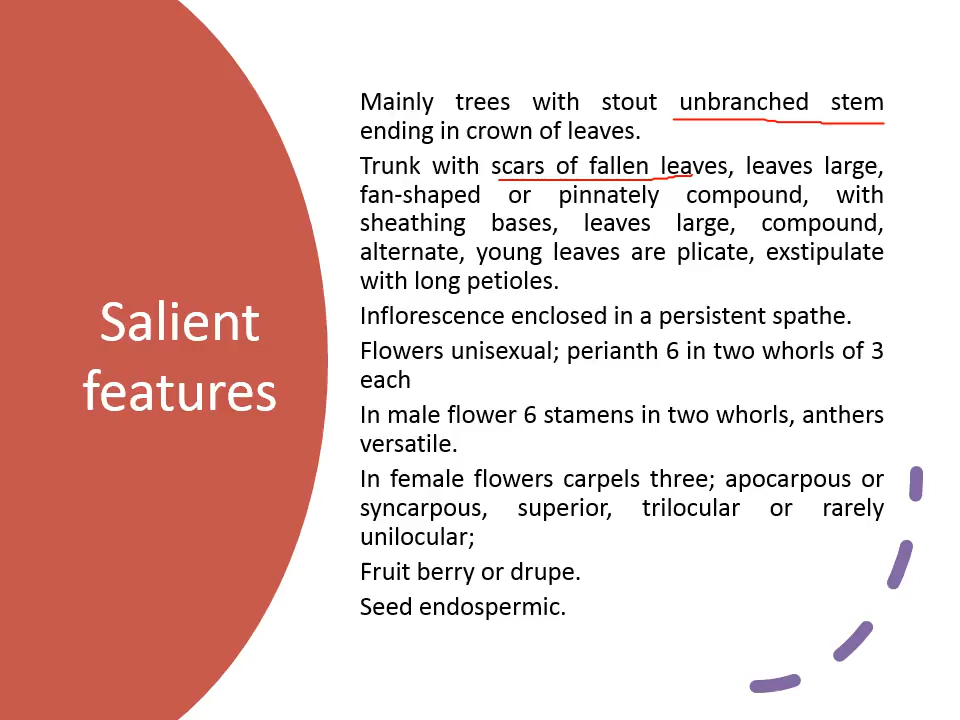 Salient
features
Mainly trees with stout unbranched stem
ending in crown of leaves.
Trunk with scars of fallen leaves, leaves large,
fan-shaped or pinnately compound, with
sheathing bases, leaves large, compound,
alternate, young leaves are plicate, exstipulate
with long petioles.
Inflorescence enclosed in a persistent spathe.
Flowers unisexual; perianth 6 in two whorls of 3
each
In male flower 6 stamens in two whorls, anthers
versatile.
In female flowers carpels three; apocarpous or
syncarpous, superior, trilocular or rarely
unilocular;
Fruit berry or drupe.
Seed endospermic.